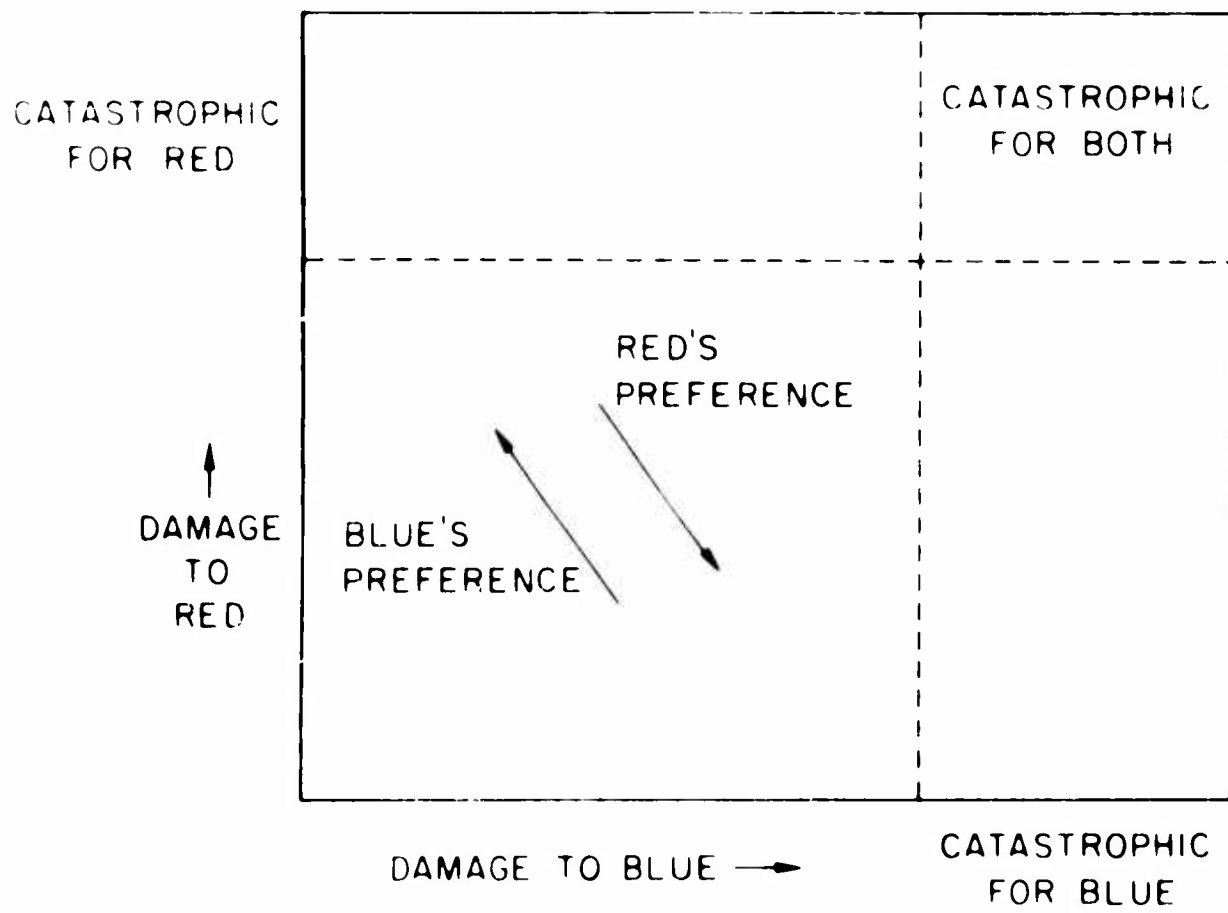 CATASTROPHIC
FOR RED
CATASTROPHIC
FOR BOTH
RED'S
PREFERENCE
BLUE'S
PREFERENCE
DAMAGE
TO
RED
DAMAGE TO BLUE
CATASTROPHIC
FOR BLUE